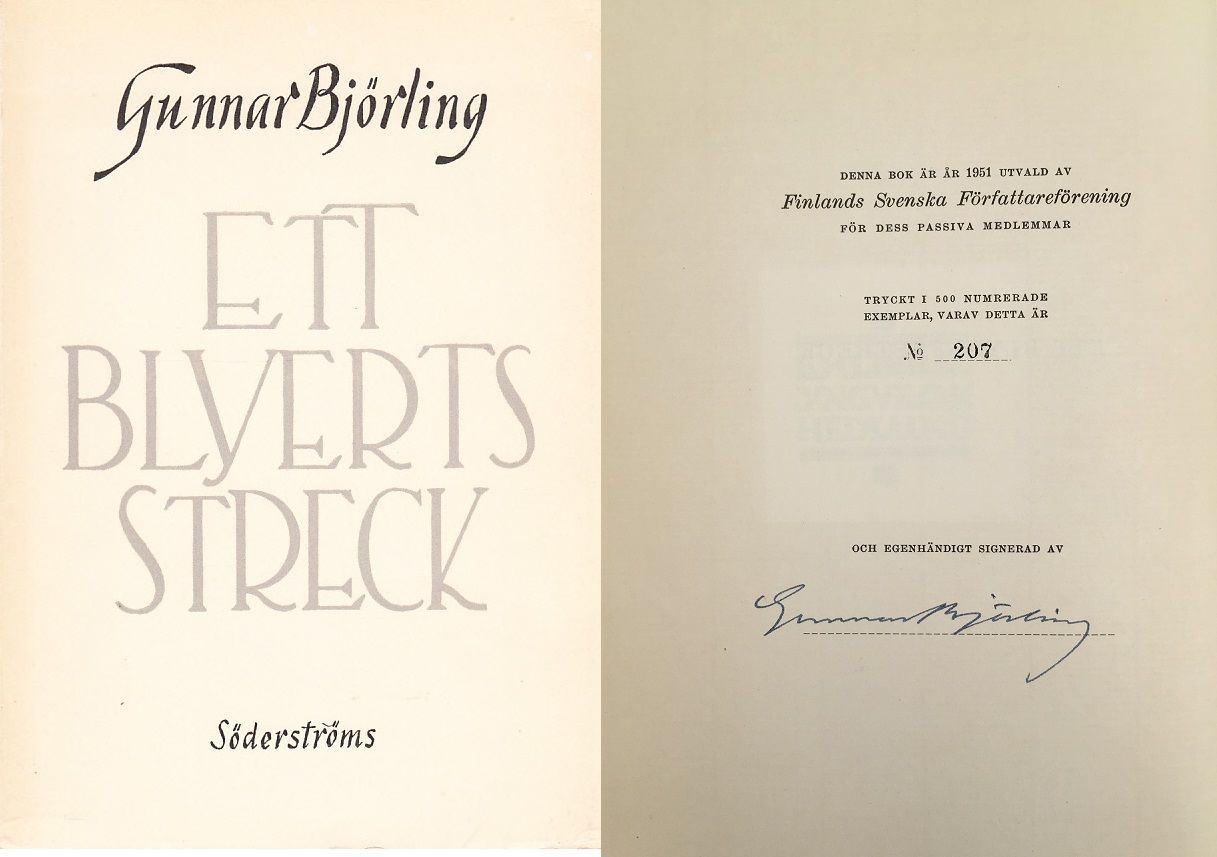 Gunnar Björling
ETT
BLYERTS
STRECK
Söderströms
DENNA BOK ÄR ÅR 1951 UTVALD AV
Finlands Svenska Författareförening
FÖR DESS PASSIVA MEDLEMMAR
TRYCKT I 500 NUMRERADE
EXEMPLAR, VARAV DETTA ÄR
№ 207
OCH EGENHÄNDIGT SIGNERAD AV
Gunnar Björling